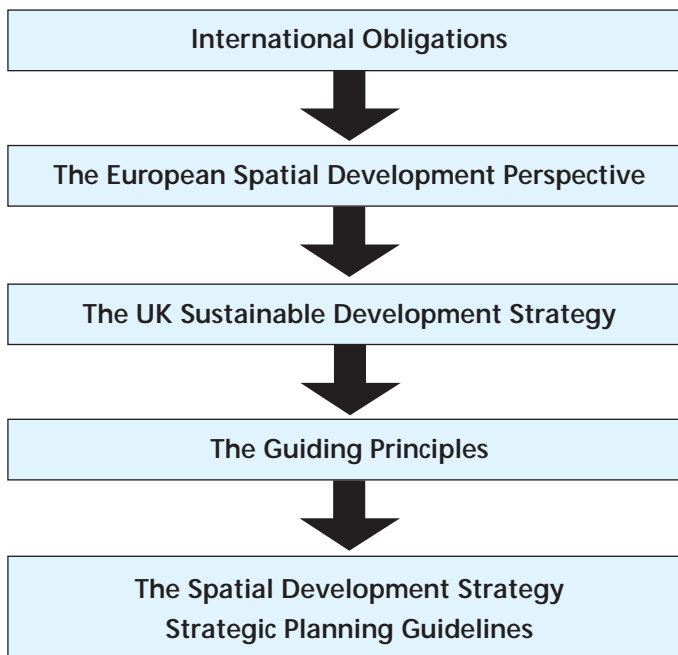 International Obligations
The European Spatial Development Perspective
The UK Sustainable Development Strategy
The Guiding Principles
The Spatial Development Strategy
Strategic Planning Guidelines